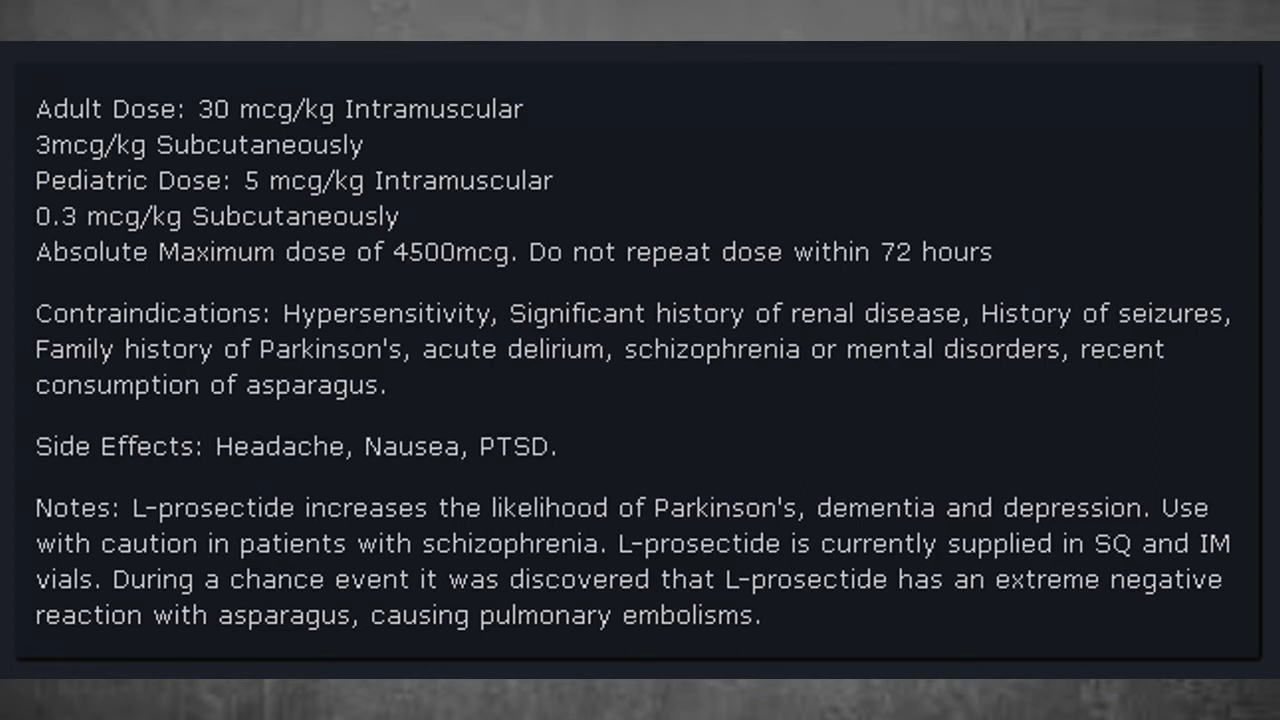 Adult Dose: 30 mcg/kg Intramuscular
3mcg/kg Subcutaneously
Pediatric Dose: 5 mcg/kg Intramuscular
0.3 mcg/kg Subcutaneously
Absolute Maximum dose of 4500mcg. Do not repeat dose within 72 hours
Contraindications: Hypersensitivity, Significant history of renal disease, History of seizures,
Family history of Parkinson's, acute delirium, schizophrenia or mental disorders, recent
consumption of asparagus.
Side Effects: Headache, Nausea, PTSD.
Notes: L-prosectide increases the likelihood of Parkinson's, dementia and depression. Use
with caution in patients with schizophrenia. L-prosectide is currently supplied in SQ and IM
vials. During a chance event it was discovered that L-prosectide has an extreme negative
reaction with asparagus, causing pulmonary embolisms.